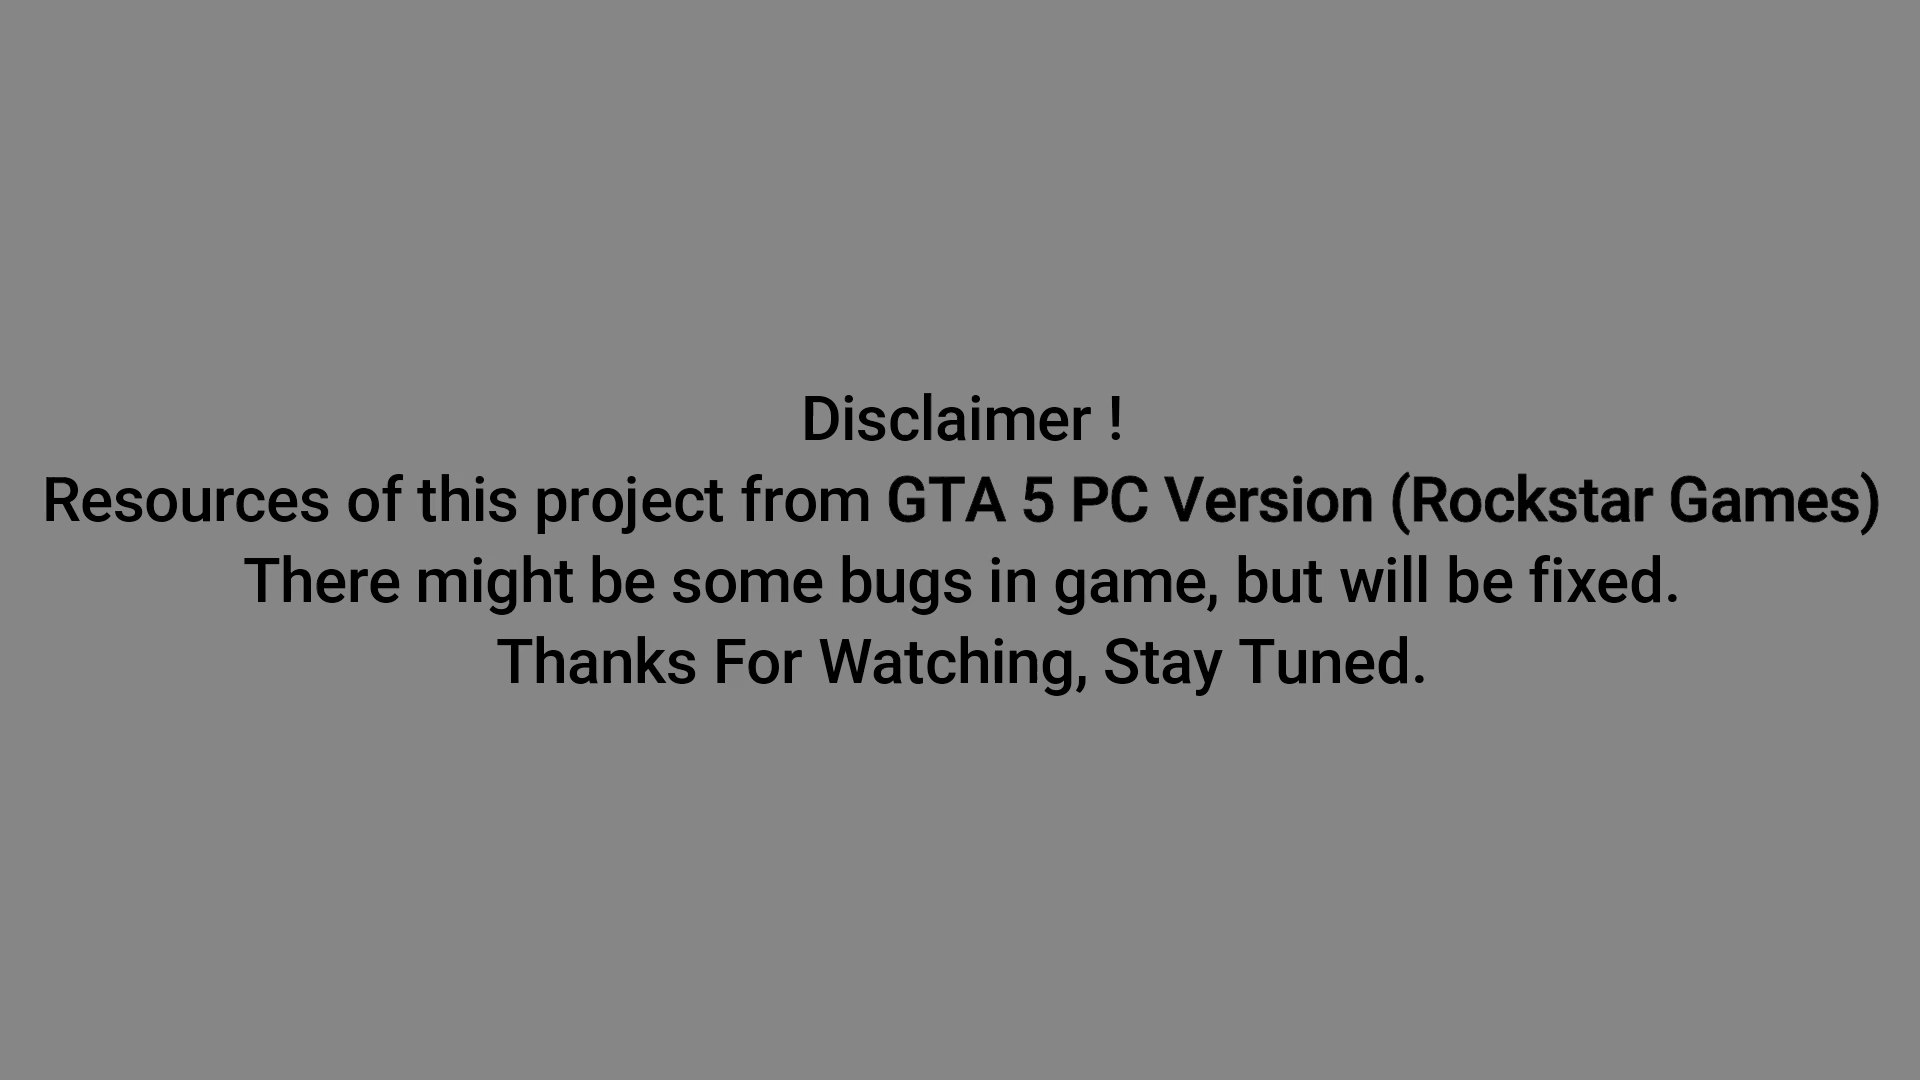 Disclaimer !
Resources of this project from GTA 5 PC Version (Rockstar Games)
There might be some bugs in game, but will be fixed.
Thanks For Watching, Stay Tuned.